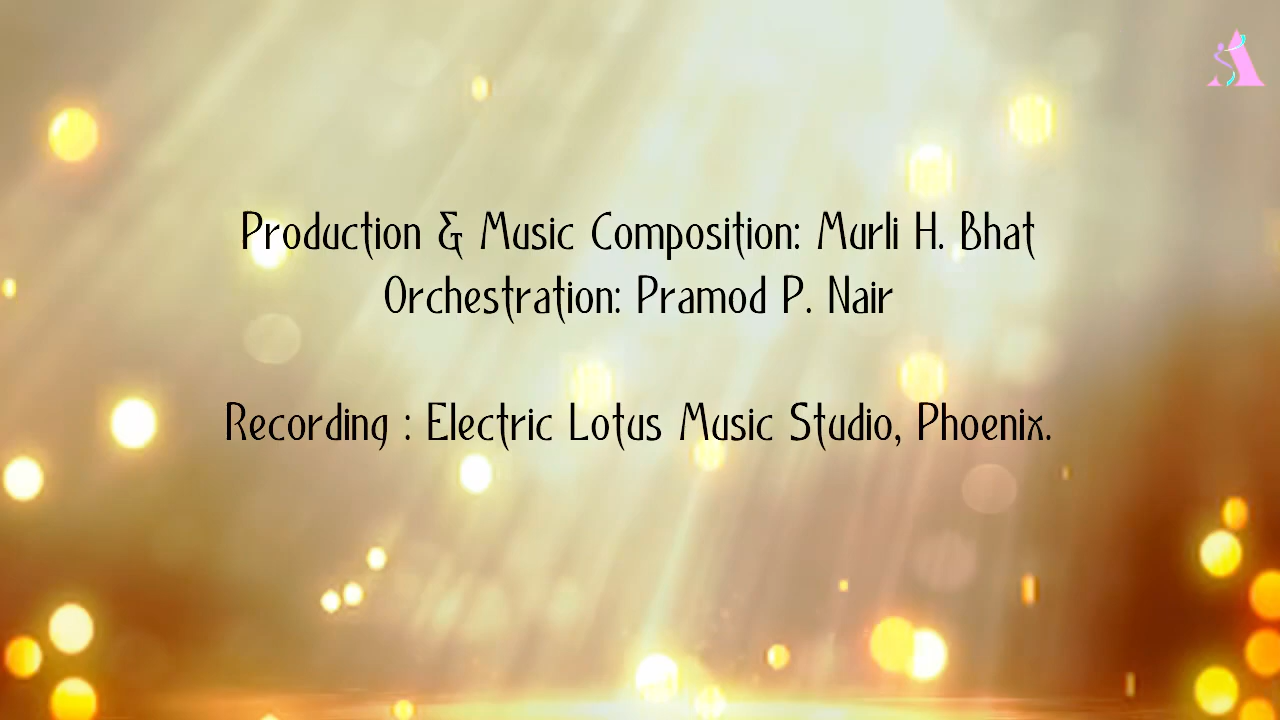 Production & Music Composition: Murli H. Bhat
Orchestration: Pramod P. Nair
Recording : Electric Lotus Music Studio, Phoenix.